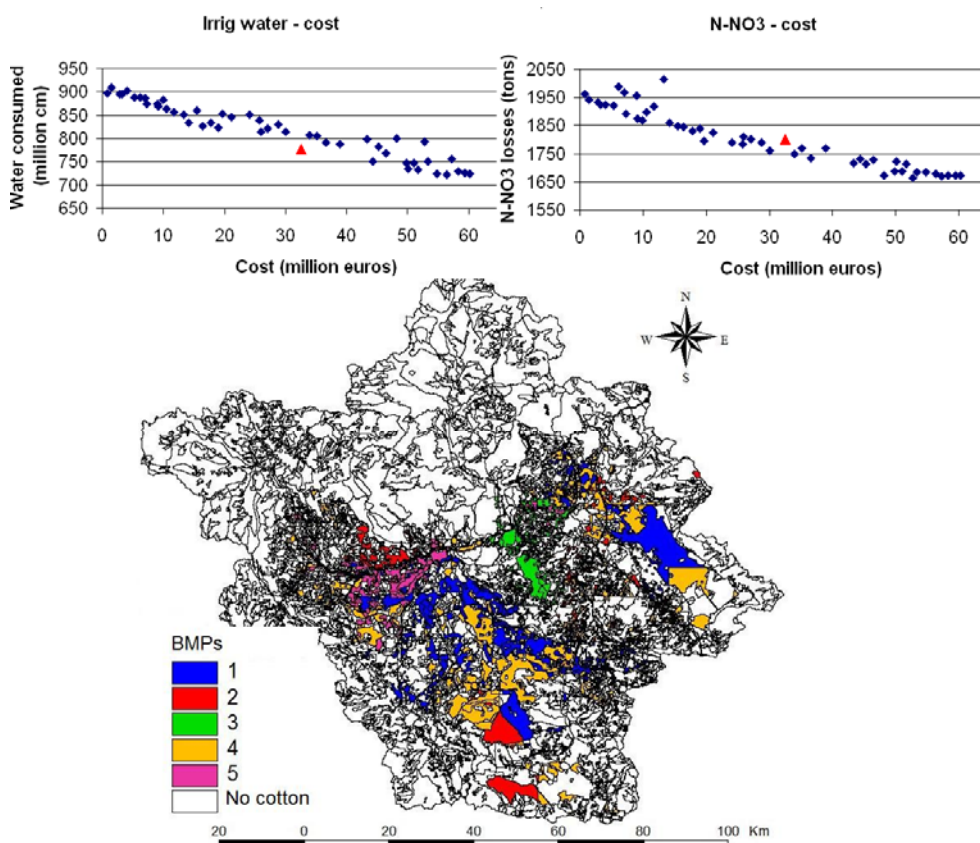 Irrig water - cost
Water consumed
(million cm)
950
900
850
800
750
700
650
0 10 20 30 40 50 60
Cost (million euros)
N-NO3 - cost
N-NO3 losses (tons)
2050
1950
1850
1750
1650
1550
0 10 20 30 40 50 60
Cost (million euros)
N
W E
S
BMPs
1
2
3
4
5
No cotton
20 0 20 40 60 80 100 Km